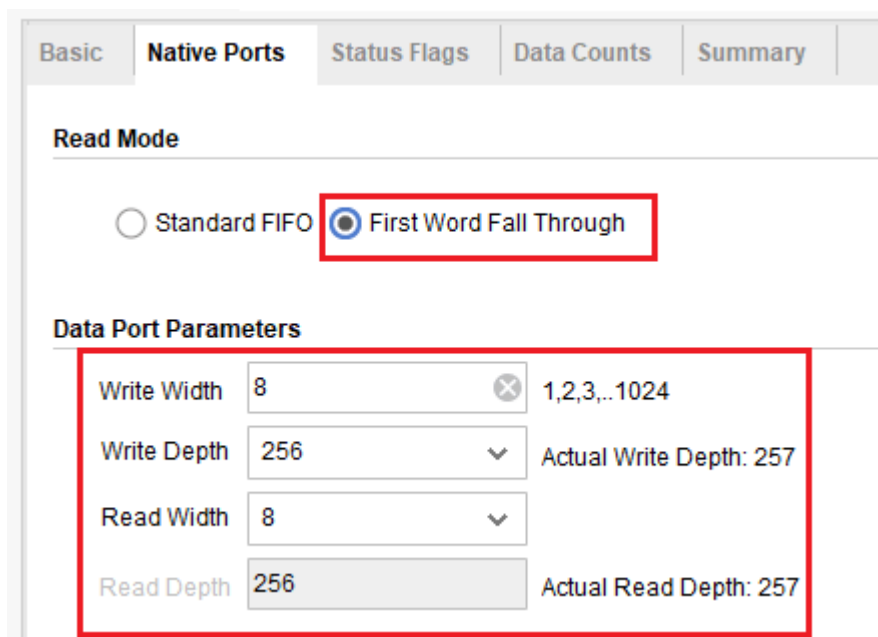 Basic Native Ports Status Flags Data Counts Summary
Read Mode
Standard FIFO First Word Fall Through
Data Port Parameters
Write Width 8 1,2,3,..1024
Write Depth 256 Actual Write Depth: 257
Read Width 8
Read Depth 256 Actual Read Depth: 257